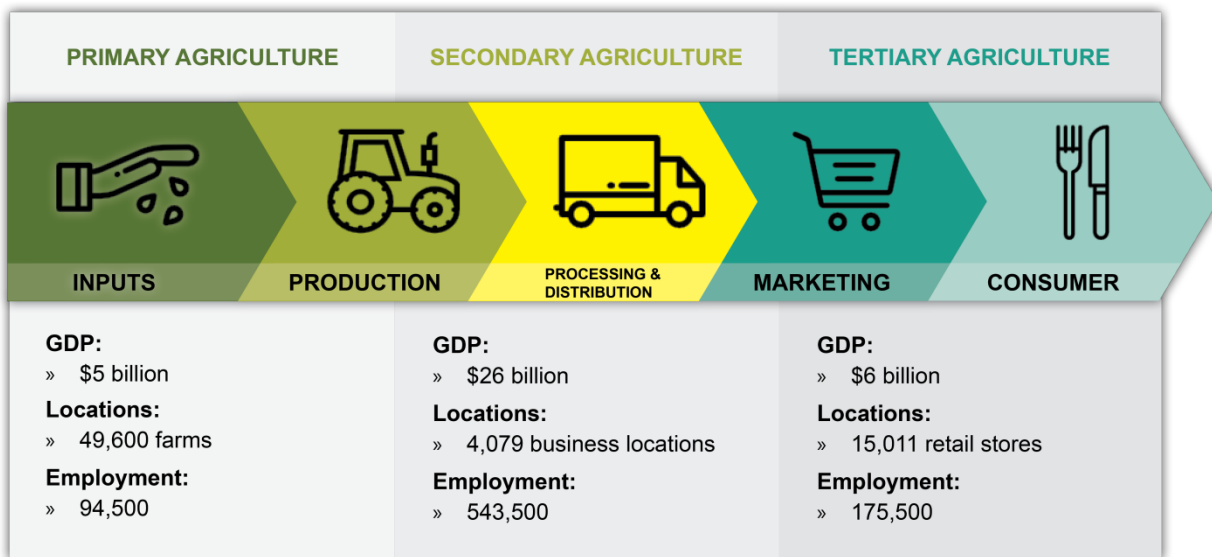 PRIMARY AGRICULTURE
SECONDARY AGRICULTURE
TERTIARY AGRICULTURE
INPUTS
PRODUCTION
PROCESSING &
DISTRIBUTION
MARKETING
CONSUMER
GDP:
» $5 billion
Locations:
» 49,600 farms
Employment:
» 94,500
GDP:
» $26 billion
Locations:
» 4,079 business locations
Employment:
» 543,500
GDP:
» $6 billion
Locations:
» 15,011 retail stores
Employment:
» 175,500